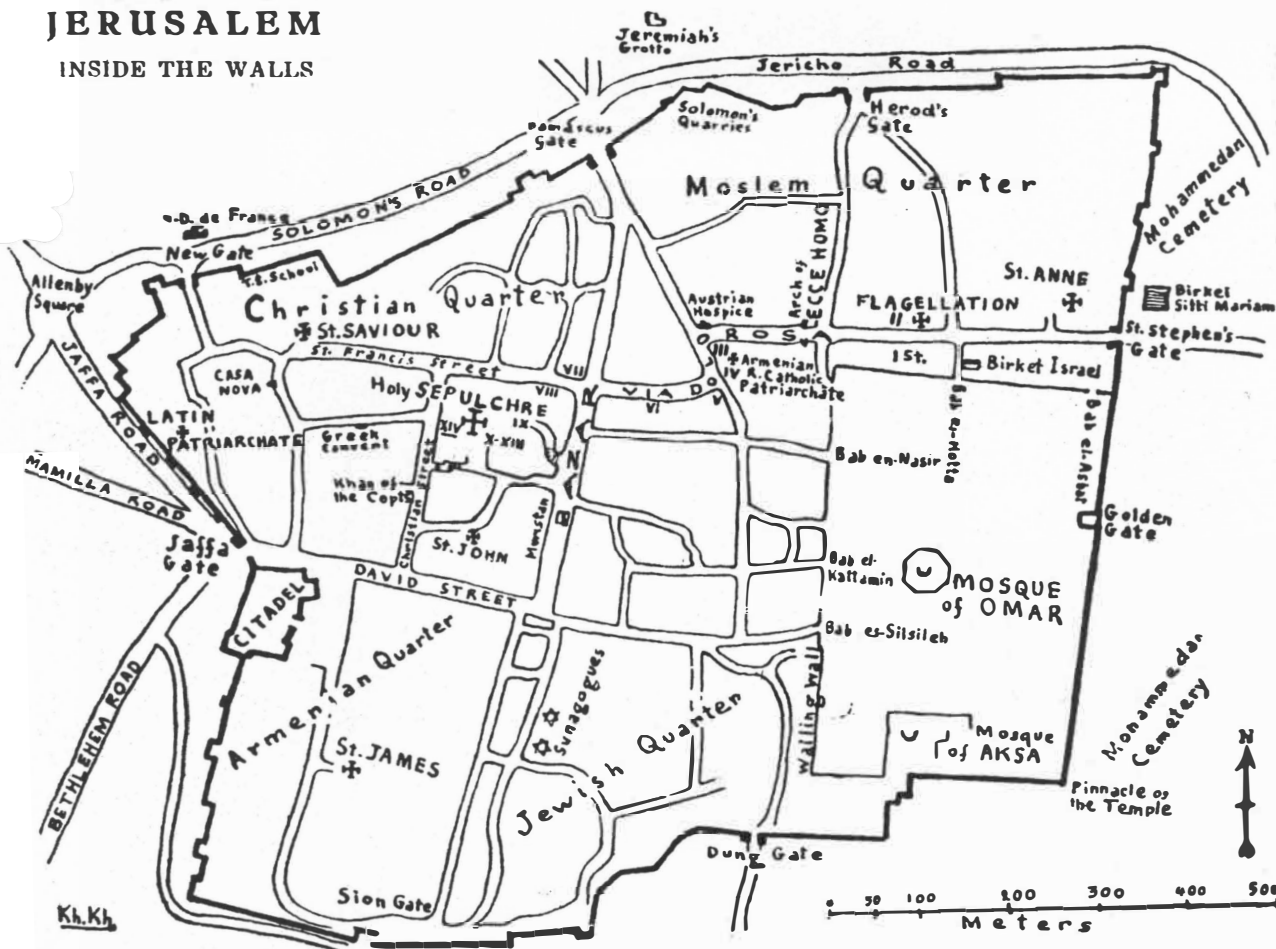 JERUSALEM
INSIDE THE WALLS
Jeremiah's
Grotto
Jericho Road
Solomon's
Quarries
Herod's
Gate
Damascus
Gate
SOLOMON'S ROAD
Moslem Quarter
Mohammedan
Cemetery
D. de France
New Gate
Allenby
Square
T.S. School
Christian Quarter
St. SAVIOUR
St. ANNE
Birket
Sitti Mariam
Austrian
Hospice
Arch of
ECCE HOMO
FLAGELLATION
II
St. Stephen's
Gate
St. Francis Street
JAFFA ROAD
CASA
NOVA
VII
VIII
VIA
VI
V
DOLOROSA
III
IV
Armenian
R. Catholic
Patriarchate
I St.
Birket Israel
Holy SEPULCHRE
IX
XIV
X-XIII
LATIN
PATRIARCHATE
Greek
Convent
Khan of
the Copts
Christian Street
St. JOHN
Muristan
MAMILLA ROAD
Jaffa
Gate
Bab en-Nasir
Bab el-Asbat
Golden
Gate
Bab el-
Kattamin
MOSQUE
of OMAR
DAVID STREET
CITADEL
Bab es-Silsileh
Wailing Wall
Armenian Quarter
Synagogues
Jewish Quarter
St. JAMES
BETHLEHEM ROAD
Mosque
of AKSA
Mohammedan
Cemetery
Pinnacle of
the Temple
N
Dung Gate
Sion Gate
Kh. Kh.
0 50 100 200 300 400 500
Meters